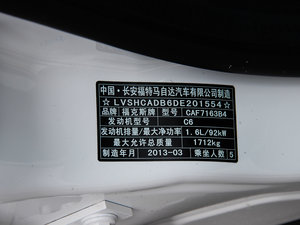 中国·长安福特马自达汽车有限公司制造
☆LVSHCADB6DE201554☆
品牌 福克斯牌 型号 CAF7163B4
发动机型号 C6
发动机排量/最大净功率 1.6L/92kW
最大允许总质量 1712kg
制造年月 2013-03 乘坐人数 5